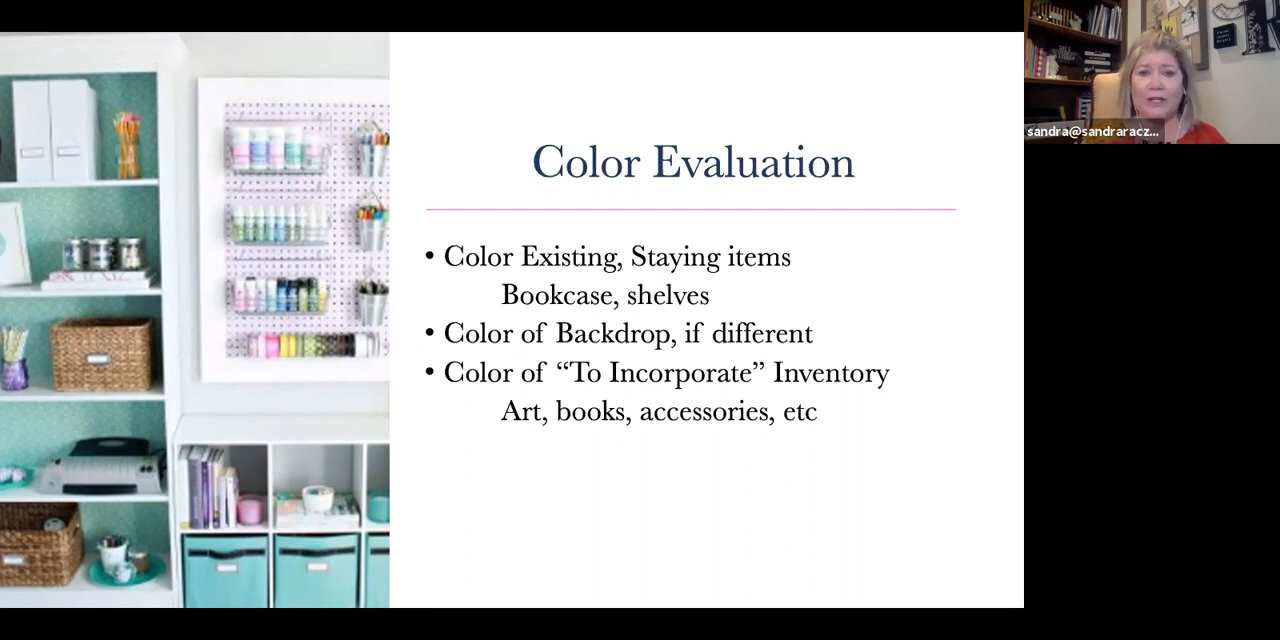 Color Evaluation
• Color Existing, Staying items
Bookcase, shelves
• Color of Backdrop, if different
• Color of “To Incorporate” Inventory
Art, books, accessories, etc
sandra@sandraracz...